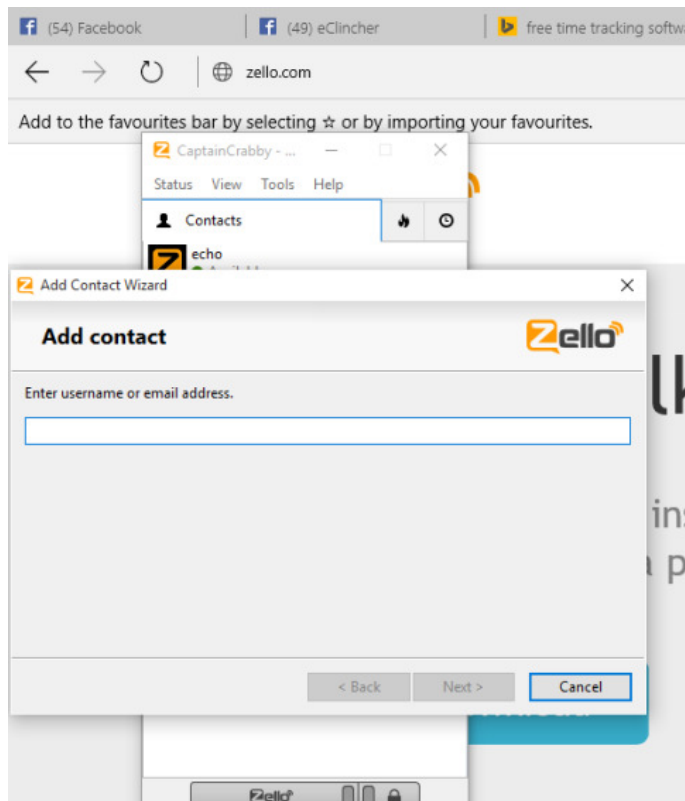 (54) Facebook (49) eClincher free time tracking softw
zello.com
Add to the favourites bar by selecting ☆ or by importing your favourites.
CaptainCrabby - ...
Status View Tools Help
Contacts
echo
Add Contact Wizard
Add contact Zello
Enter username or email address.
ins
a p
< Back Next > Cancel
Zello